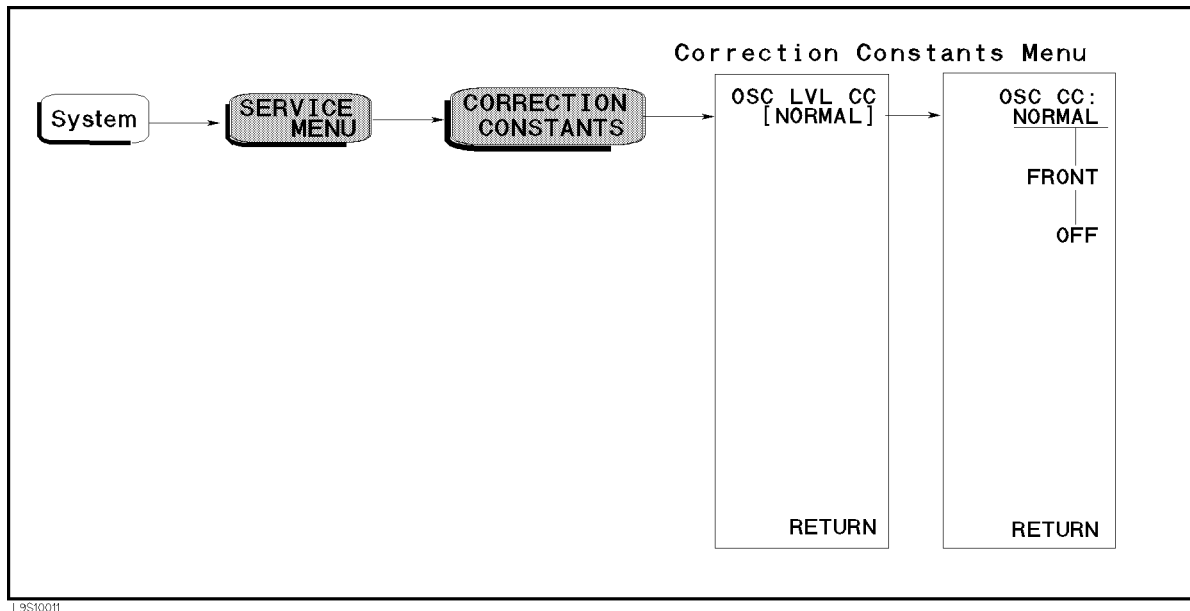 Correction Constants Menu
System
SERVICE
MENU
CORRECTION
CONSTANTS
OSC LVL CC
[NORMAL]
RETURN
OSC CC:
NORMAL
FRONT
OFF
RETURN
L9S10011